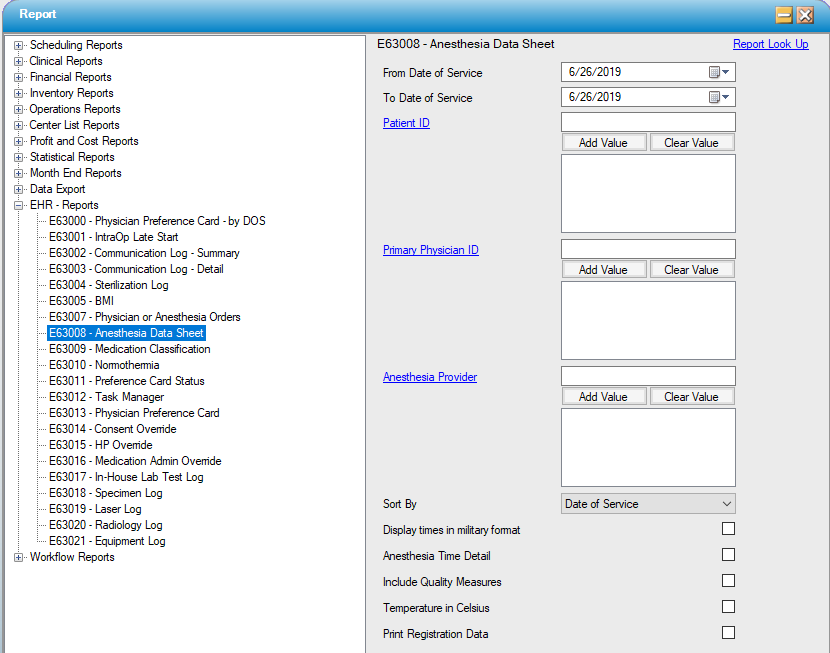 Report
Scheduling Reports
Clinical Reports
Financial Reports
Inventory Reports
Operations Reports
Center List Reports
Profit and Cost Reports
Statistical Reports
Month End Reports
Data Export
EHR - Reports
E63000 - Physician Preference Card - by DOS
E63001 - IntraOp Late Start
E63002 - Communication Log - Summary
E63003 - Communication Log - Detail
E63004 - Sterilization Log
E63005 - BMI
E63007 - Physician or Anesthesia Orders
E63008 - Anesthesia Data Sheet
E63009 - Medication Classification
E63010 - Normothermia
E63011 - Preference Card Status
E63012 - Task Manager
E63013 - Physician Preference Card
E63014 - Consent Override
E63015 - HP Override
E63016 - Medication Admin Override
E63017 - In-House Lab Test Log
E63018 - Specimen Log
E63019 - Laser Log
E63020 - Radiology Log
E63021 - Equipment Log
Workflow Reports
E63008 - Anesthesia Data Sheet Report Look Up
From Date of Service 6/26/2019
To Date of Service 6/26/2019
Patient ID
Add Value Clear Value
Primary Physician ID
Add Value Clear Value
Anesthesia Provider
Add Value Clear Value
Sort By Date of Service
Display times in military format
Anesthesia Time Detail
Include Quality Measures
Temperature in Celsius
Print Registration Data